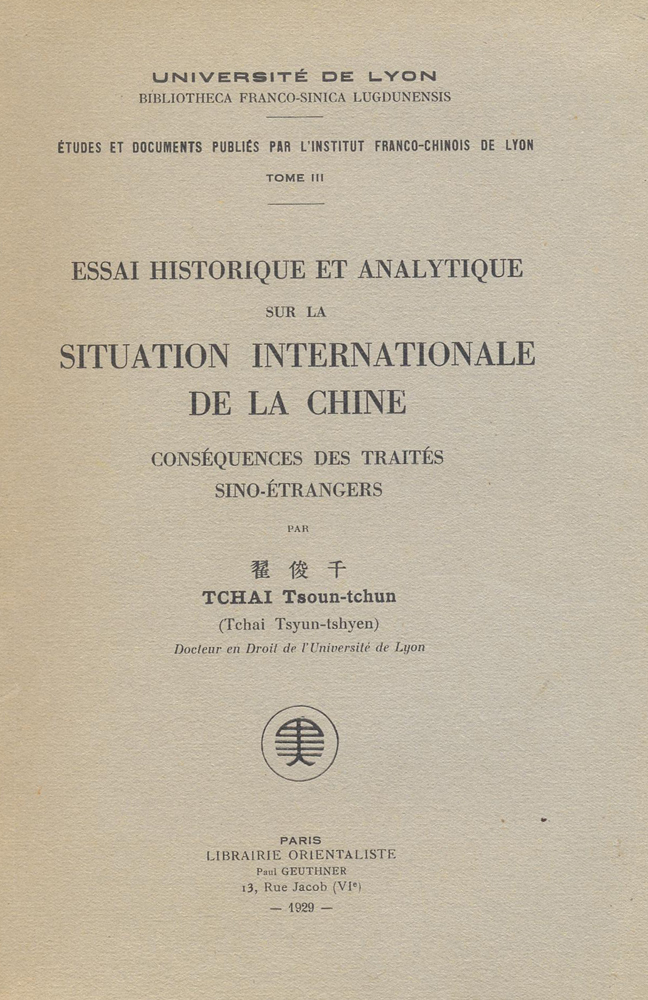 UNIVERSITÉ DE LYON
BIBLIOTHECA FRANCO-SINICA LUGDUNENSIS
ÉTUDES ET DOCUMENTS PUBLIÉS PAR L'INSTITUT FRANCO-CHINOIS DE LYON
TOME III
ESSAI HISTORIQUE ET ANALYTIQUE
SUR LA
SITUATION INTERNATIONALE
DE LA CHINE
CONSÉQUENCES DES TRAITÉS
SINO-ÉTRANGERS
PAR
翟 俊 千
TCHAI Tsoun-tchun
(Tchai Tsyun-tshyen)
Docteur en Droit de l'Université de Lyon
PARIS
LIBRAIRIE ORIENTALISTE
Paul GEUTHNER
13, Rue Jacob (VIe)
— 1929 —